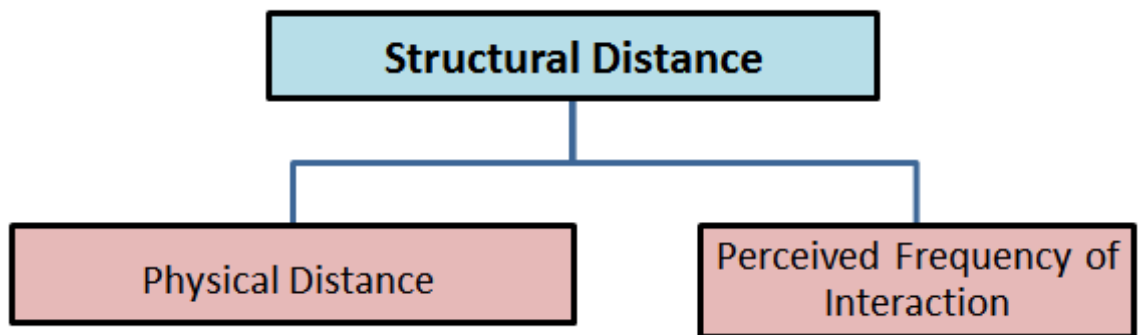 Structural Distance
Physical Distance
Perceived Frequency of
Interaction